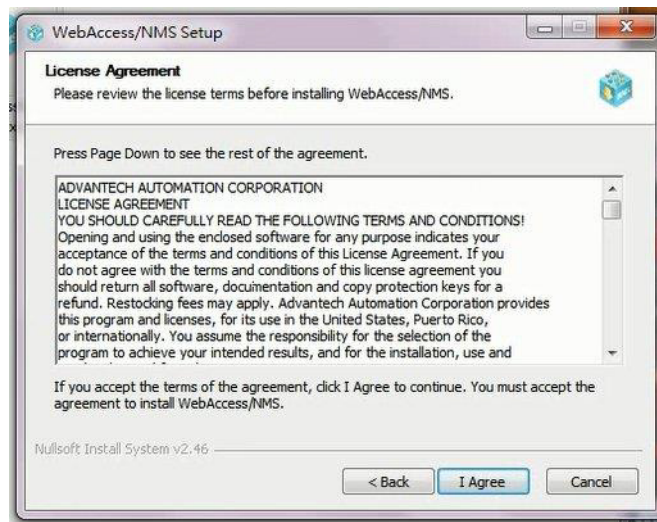 WebAccess/NMS Setup
License Agreement
Please review the license terms before installing WebAccess/NMS.
Press Page Down to see the rest of the agreement.
ADVANTECH AUTOMATION CORPORATION
LICENSE AGREEMENT
YOU SHOULD CAREFULLY READ THE FOLLOWING TERMS AND CONDITIONS!
Opening and using the enclosed software for any purpose indicates your
acceptance of the terms and conditions of this License Agreement. If you
do not agree with the terms and conditions of this license agreement you
should return all software, documentation and copy protection keys for a
refund. Restocking fees may apply. Advantech Automation Corporation provides
this program and licenses, for its use in the United States, Puerto Rico,
or internationally. You assume the responsibility for the selection of the
program to achieve your intended results, and for the installation, use and
If you accept the terms of the agreement, click I Agree to continue. You must accept the
agreement to install WebAccess/NMS.
Nullsoft Install System v2.46
< Back
I Agree
Cancel